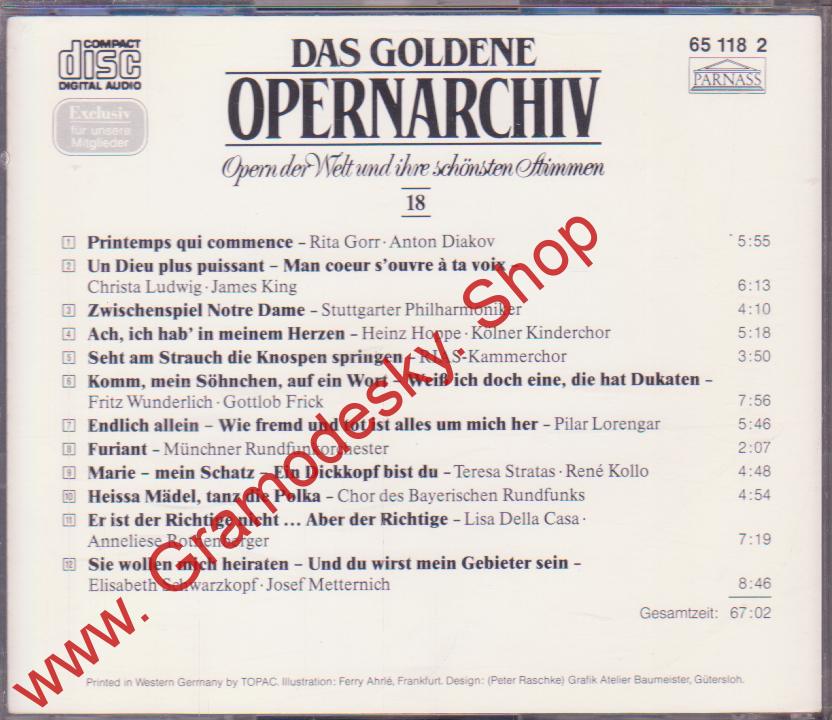 COMPACT
disc
DIGITAL AUDIO
Exclusiv
für unsere
Mitglieder
DAS GOLDENE
OPERNARCHIV
Opern der Welt und ihre schönsten Stimmen
18
65 118 2
PARNASS
1 Printemps qui commence – Rita Gorr · Anton Diakov 5:55
2 Un Dieu plus puissant – Man coeur s'ouvre à ta voix –
Christa Ludwig · James King 6:13
3 Zwischenspiel Notre Dame – Stuttgarter Philharmoniker 4:10
4 Ach, ich hab' in meinem Herzen – Heinz Hoppe · Kölner Kinderchor 5:18
5 Seht am Strauch die Knospen springen – RIAS-Kammerchor 3:50
6 Komm, mein Söhnchen, auf ein Wort – Weiß ich doch eine, die hat Dukaten –
Fritz Wunderlich · Gottlob Frick 7:56
7 Endlich allein – Wie fremd und tot ist alles um mich her – Pilar Lorengar 5:46
8 Furiant – Münchner Rundfunkorchester 2:07
9 Marie – mein Schatz – Ein Dickkopf bist du – Teresa Stratas · René Kollo 4:48
10 Heissa Mädel, tanz die Polka – Chor des Bayerischen Rundfunks 4:54
11 Er ist der Richtige nicht ... Aber der Richtige – Lisa Della Casa ·
Anneliese Rothenberger 7:19
12 Sie wollen mich heiraten – Und du wirst mein Gebieter sein –
Elisabeth Schwarzkopf · Josef Metternich 8:46
Gesamtzeit: 67:02
Printed in Western Germany by TOPAC. Illustration: Ferry Ahrlé, Frankfurt. Design: (Peter Raschke) Grafik Atelier Baumeister, Gütersloh.
www. Gramodesky. Shop